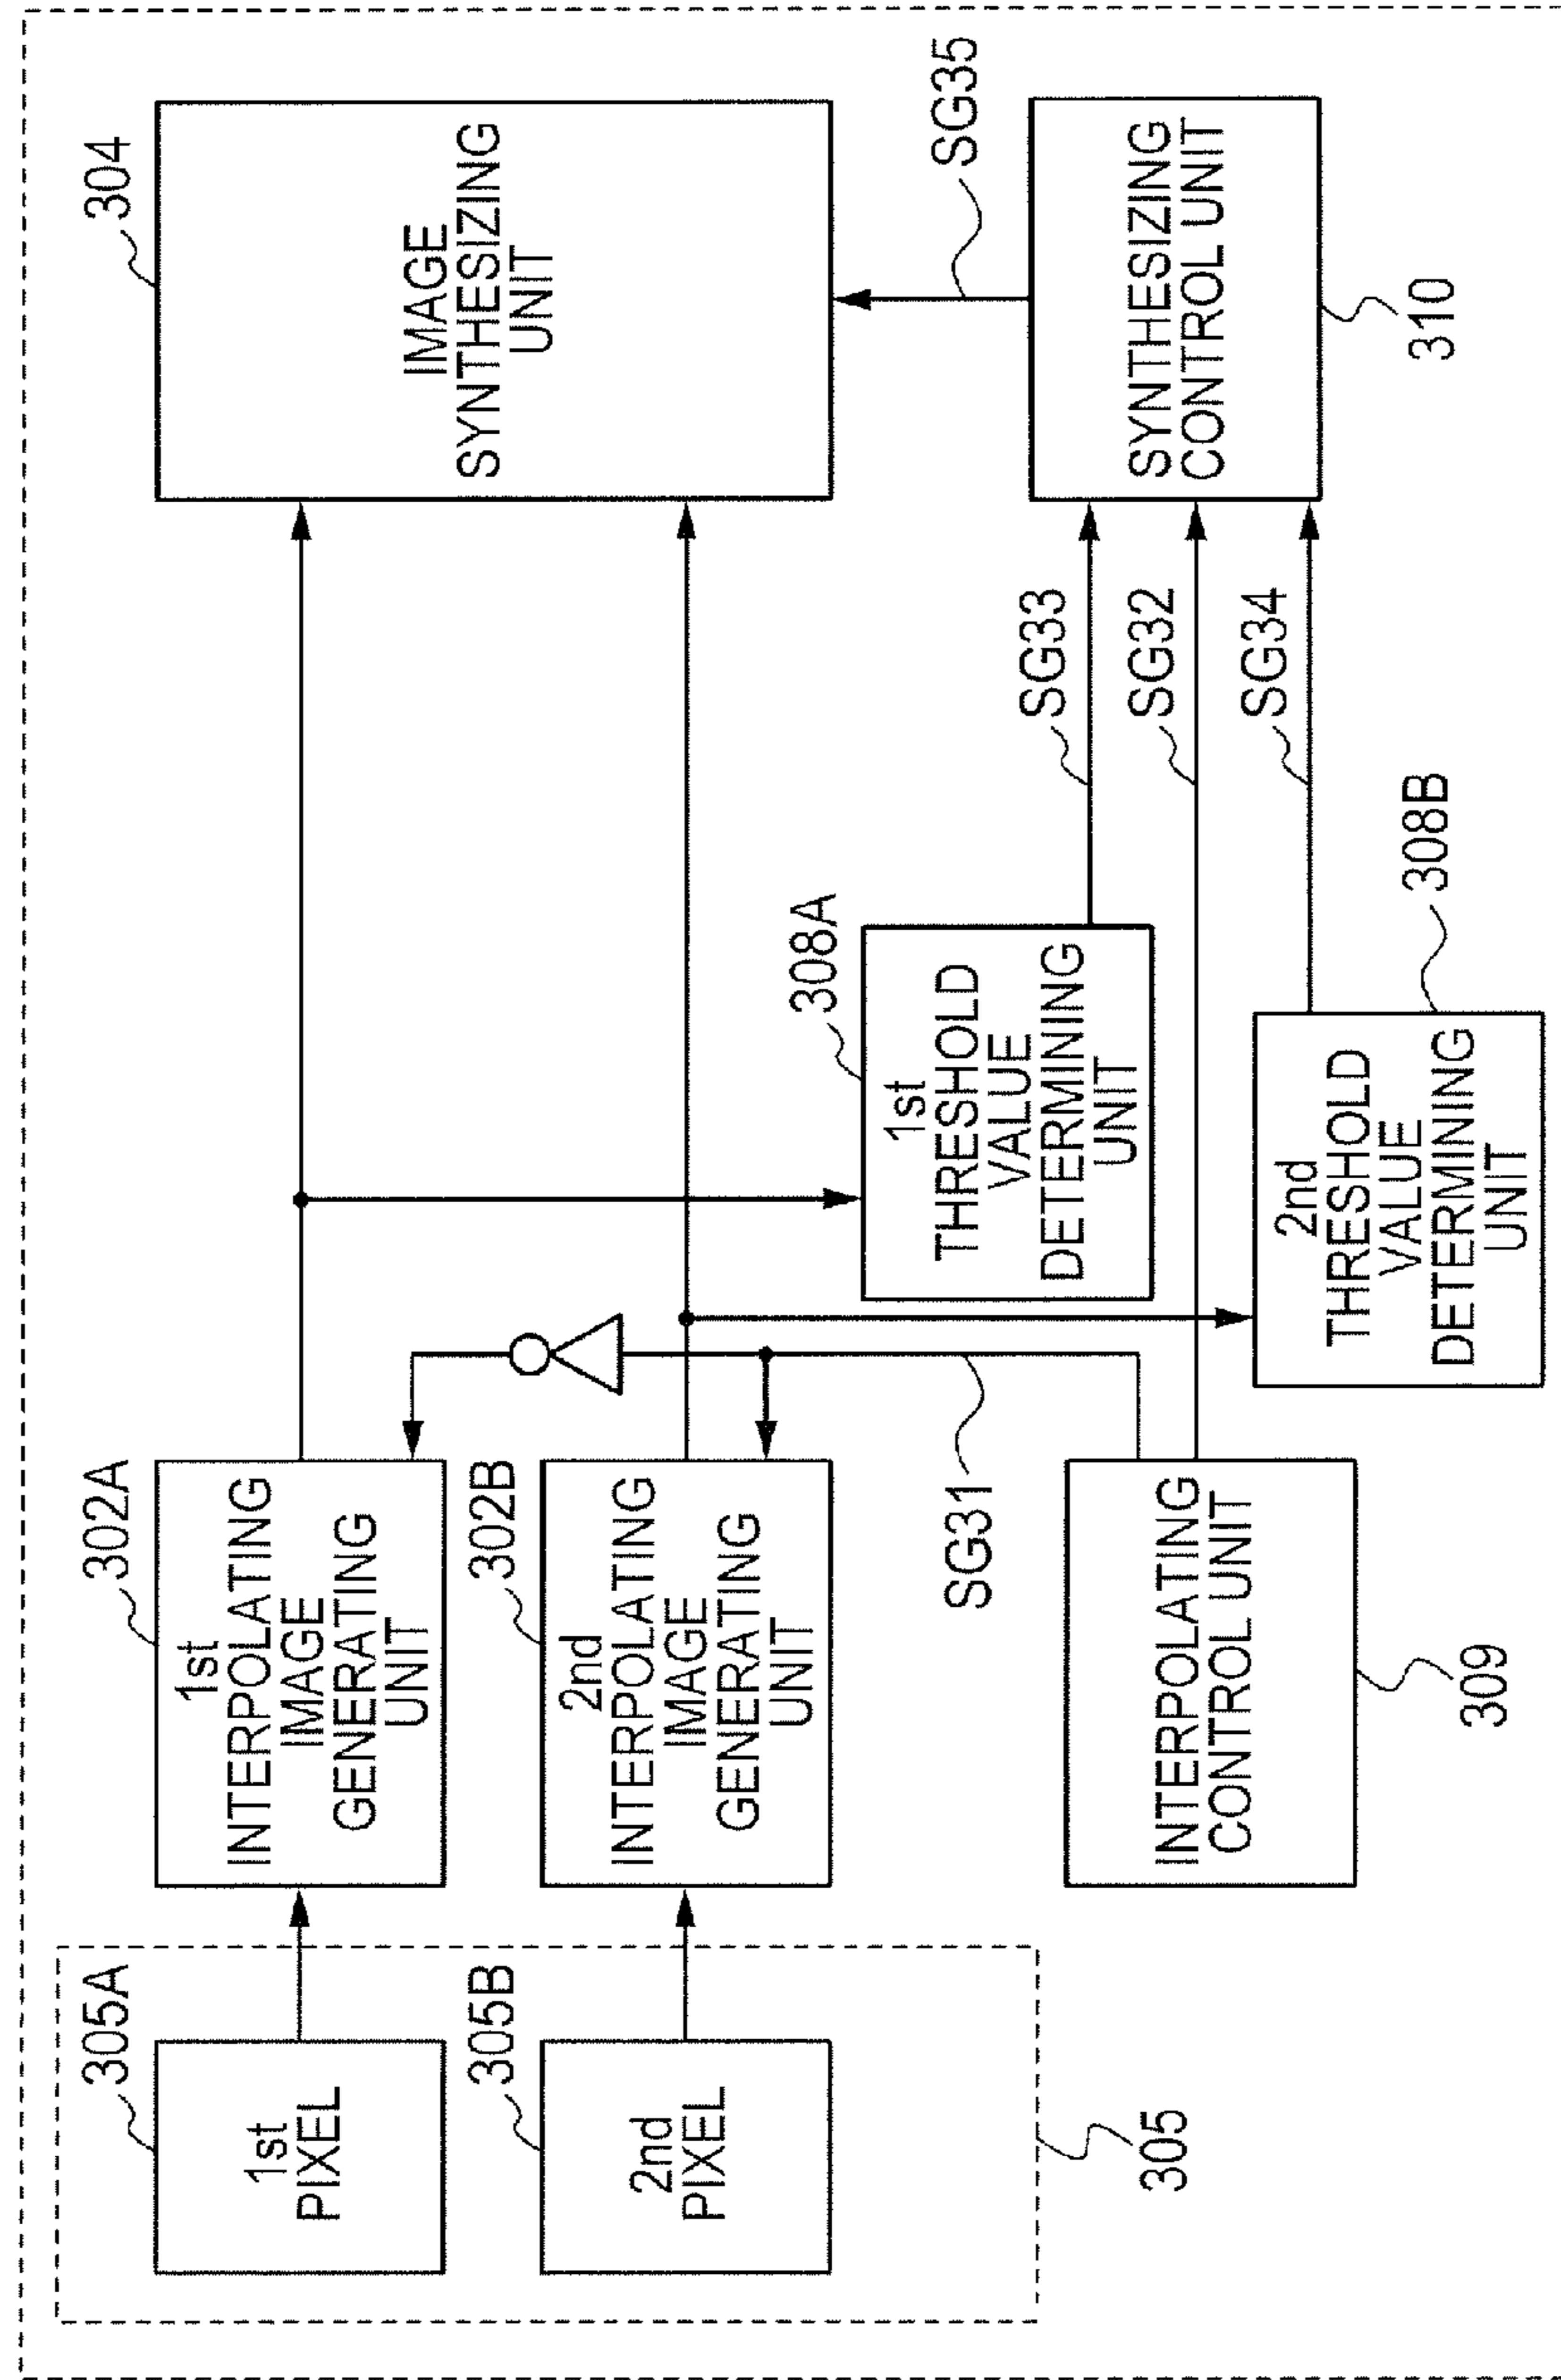 305A
1st
PIXEL
305B
2nd
PIXEL
305
302A
1st
INTERPOLATING
IMAGE
GENERATING
UNIT
302B
2nd
INTERPOLATING
IMAGE
GENERATING
UNIT
SG31
INTERPOLATING
CONTROL UNIT
309
308A
1st
THRESHOLD
VALUE
DETERMINING
UNIT
2nd
THRESHOLD
VALUE
DETERMINING
UNIT
308B
SG33
SG32
SG34
304
IMAGE
SYNTHESIZING
UNIT
SG35
SYNTHESIZING
CONTROL UNIT
310